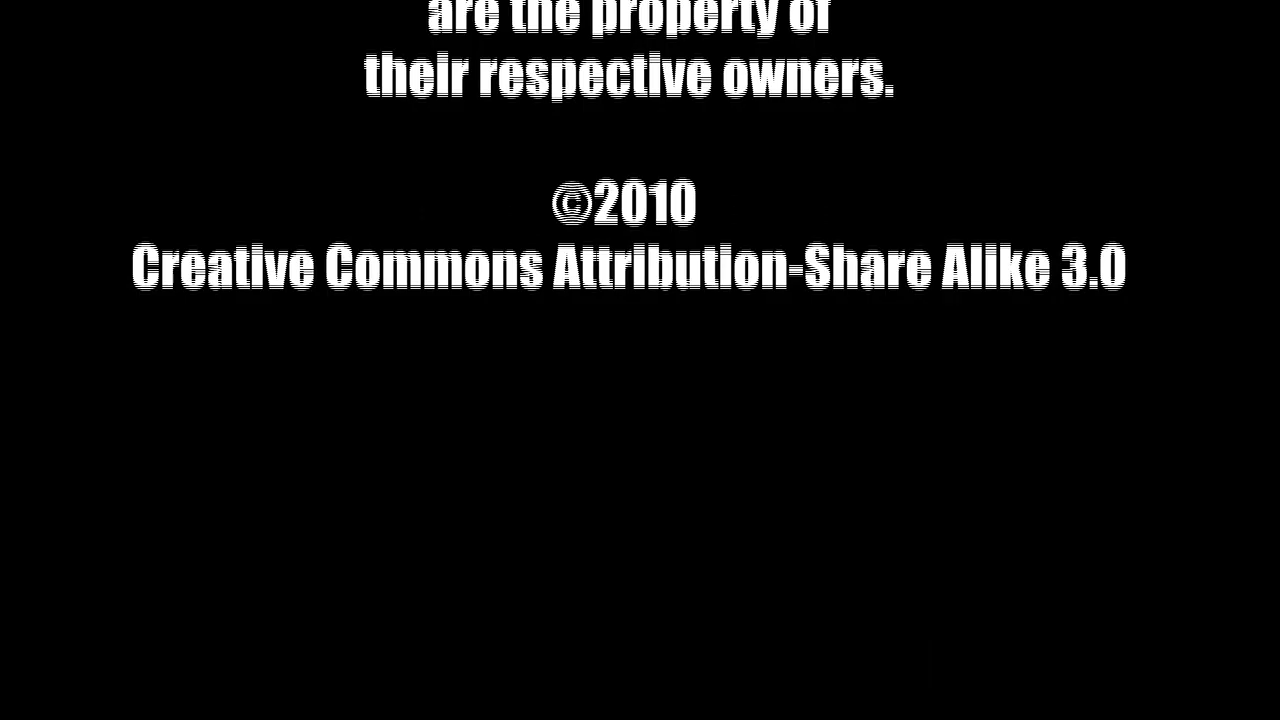 are the property of
their respective owners.
©2010
Creative Commons Attribution-Share Alike 3.0